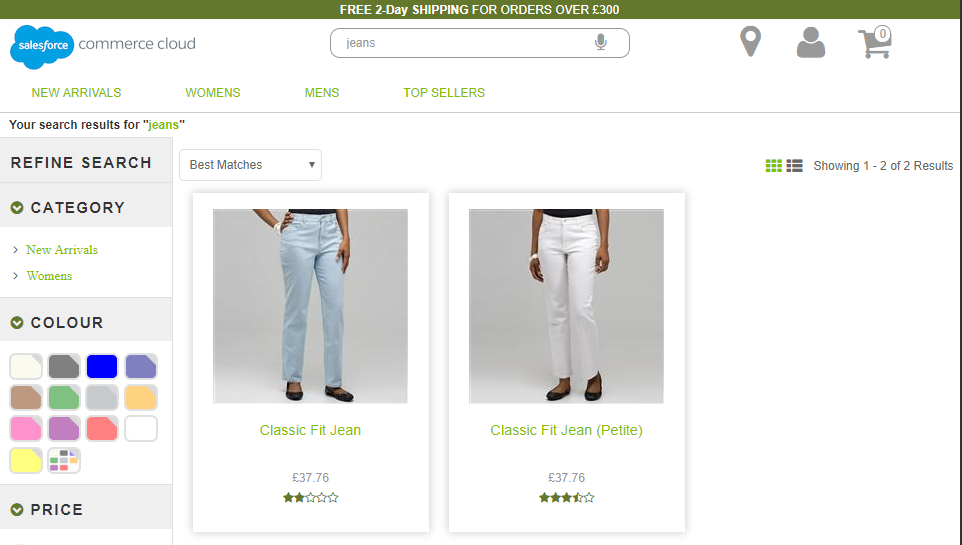 FREE 2-Day SHIPPING FOR ORDERS OVER £300
salesforce commerce cloud
jeans
0
NEW ARRIVALS WOMENS MENS TOP SELLERS
Your search results for "jeans"
REFINE SEARCH
Best Matches
Showing 1 - 2 of 2 Results
CATEGORY
New Arrivals
Womens
COLOUR
PRICE
Classic Fit Jean
£37.76
Classic Fit Jean (Petite)
£37.76